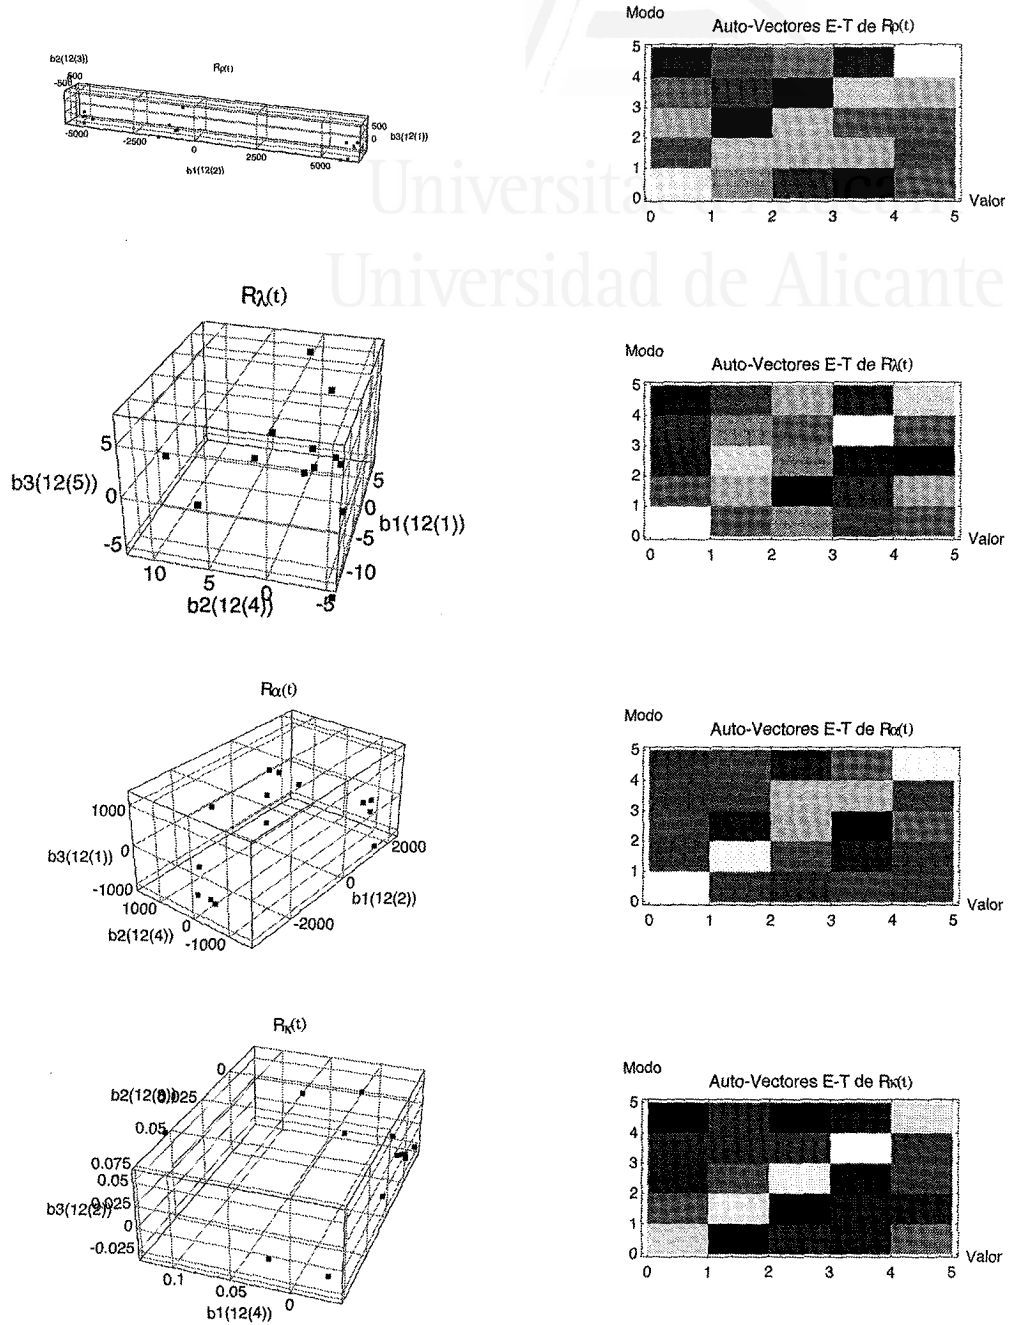 Modo
Auto-Vectores E-T de Rρ(t)
b2(12(3))
500
-500
Rρ(t)
-5000
-2500
0
2500
5000
500
0
b3(12(1))
b1(12(2))
5
4
3
2
1
0
0 1 2 3 4 5
Valor
Universitat d'Alacant
Universidad de Alicante
Rλ(t)
5
b3(12(5))
0
-5
10
5
0
-5
b2(12(4))
5
0
-5
-10
b1(12(1))
Modo
Auto-Vectores E-T de Rλ(t)
5
4
3
2
1
0
0 1 2 3 4 5
Valor
Rα(t)
1000
b3(12(1))
0
-1000
1000
0
-1000
b2(12(4))
2000
0
-2000
b1(12(2))
Modo
Auto-Vectores E-T de Rα(t)
5
4
3
2
1
0
0 1 2 3 4 5
Valor
Rκ(t)
0
0.025
0.05
0.075
0.05
b3(12(2))
0.025
0
-0.025
0.1
0.05
0
b1(12(4))
Modo
Auto-Vectores E-T de Rκ(t)
5
4
3
2
1
0
0 1 2 3 4 5
Valor